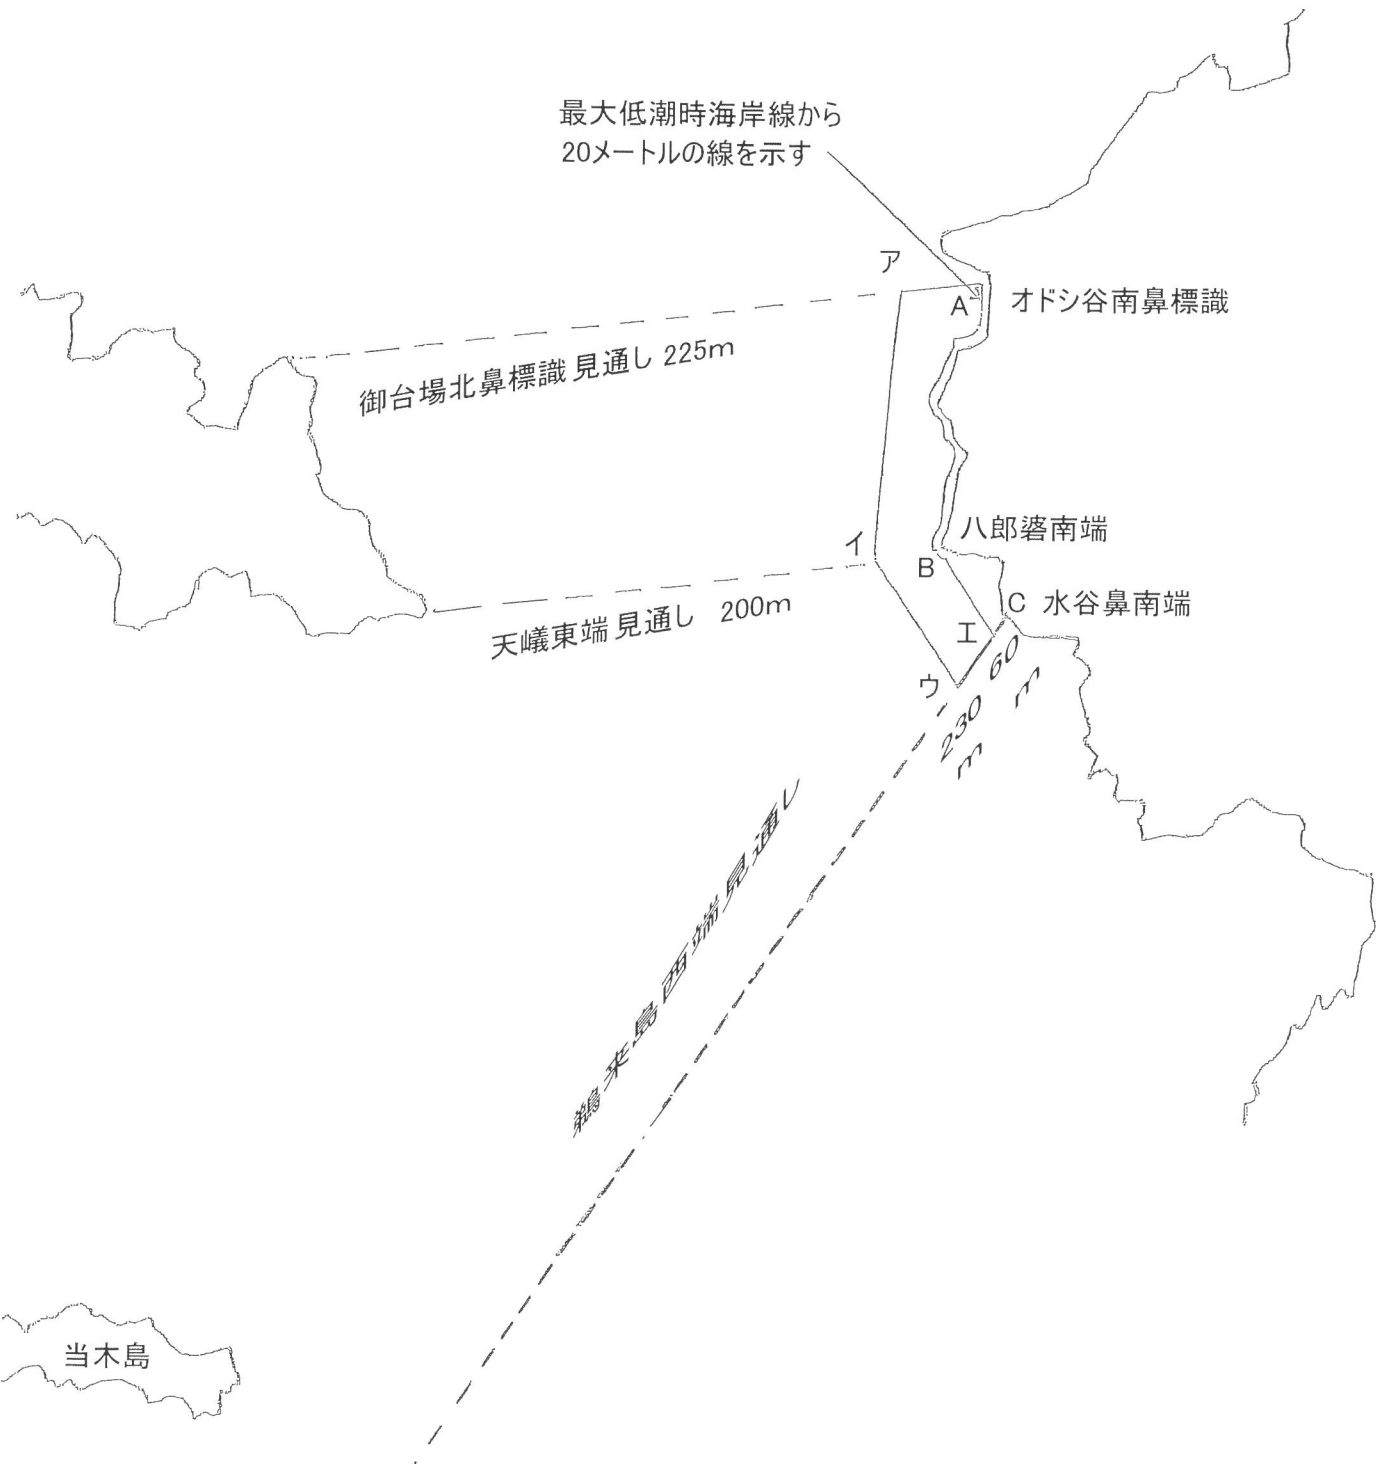 最大低潮時海岸線から
20メートルの線を示す
ア
A
オドシ谷南鼻標識
御台場北鼻標識見通し 225m
八郎碆南端
イ
B
C 水谷鼻南端
天嶬東端見通し 200m
エ
60m
ウ
230m
鵜来島西端見通し
当木島